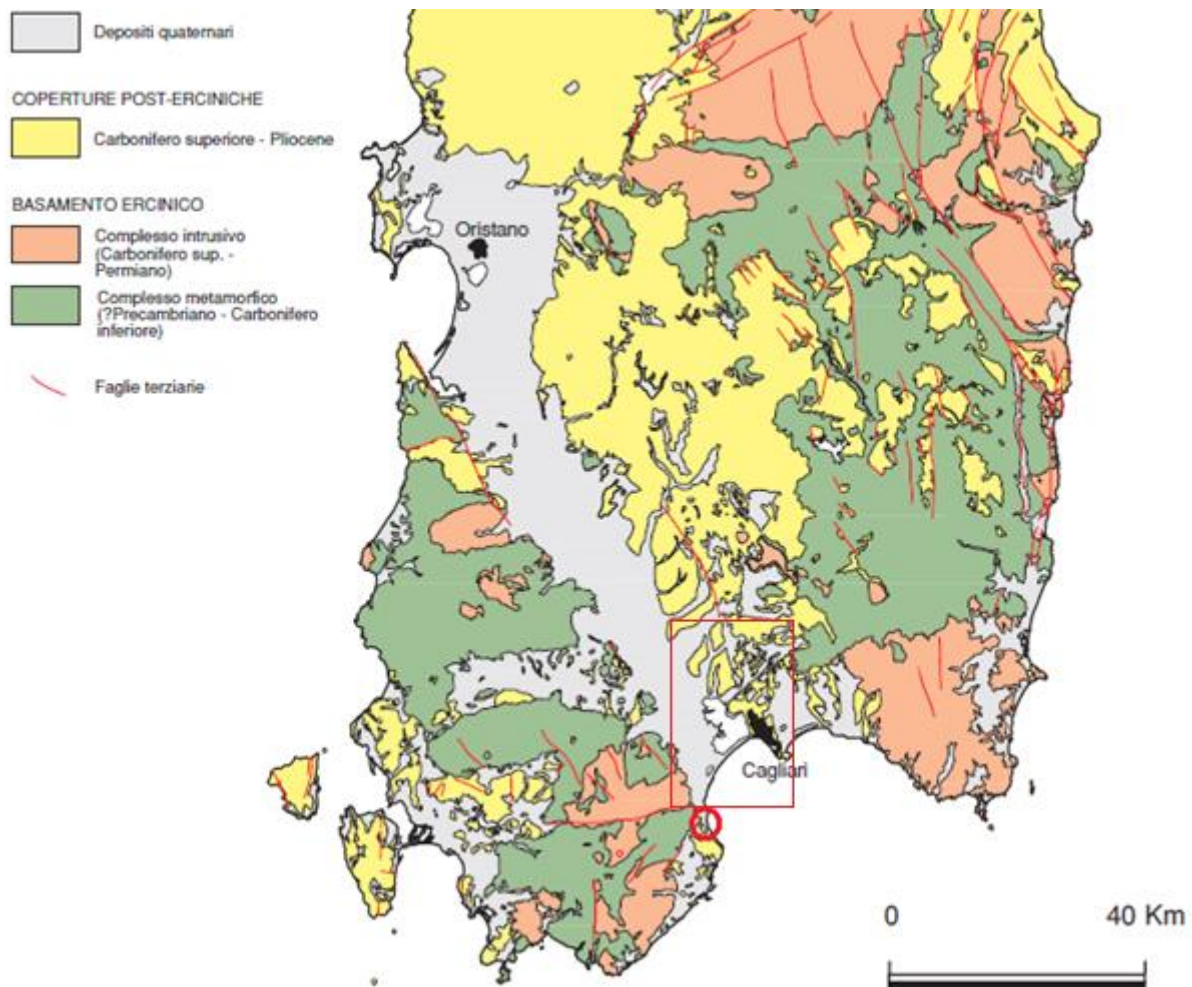 Depositi quaternari
COPERTURE POST-ERCINICHE
Carbonifero superiore - Pliocene
BASAMENTO ERCINICO
Complesso intrusivo
(Carbonifero sup. -
Permiano)
Complesso metamorfico
(?Precambriano - Carbonifero
inferiore)
Faglie terziarie
Oristano
Cagliari
0 40 Km